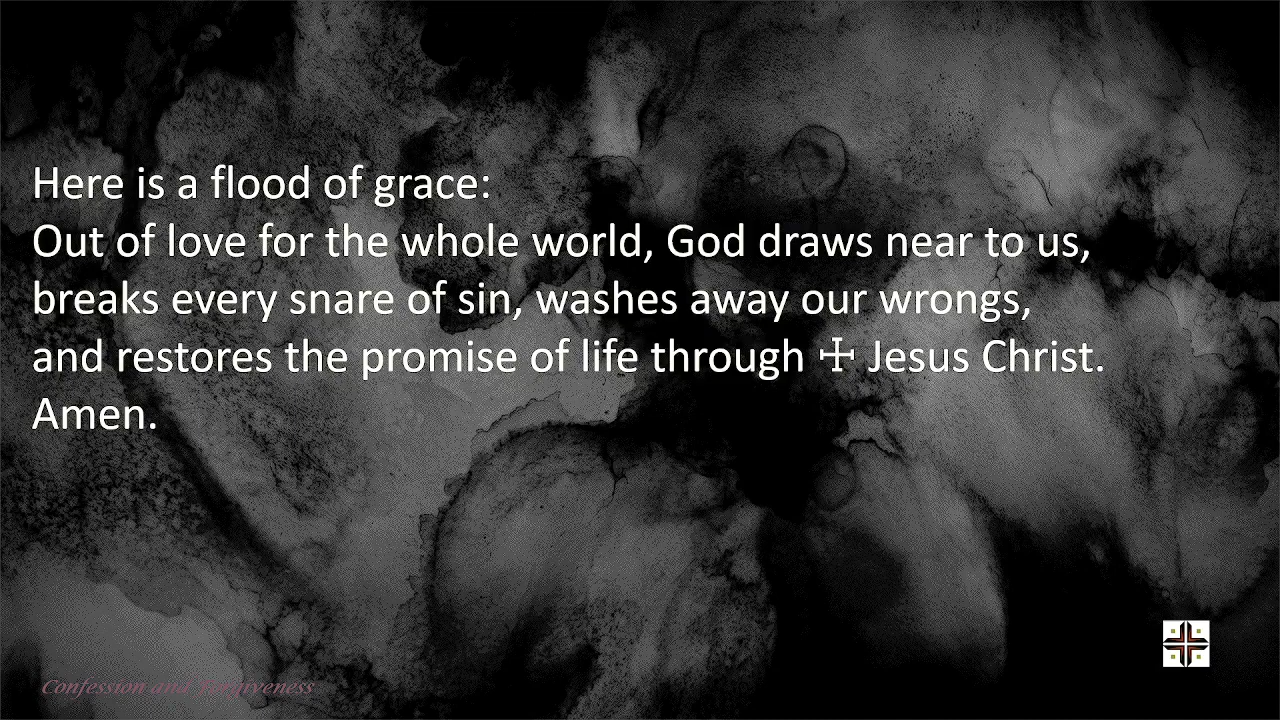 Here is a flood of grace:
Out of love for the whole world, God draws near to us,
breaks every snare of sin, washes away our wrongs,
and restores the promise of life through ☩ Jesus Christ.
Amen.
Confession and Forgiveness